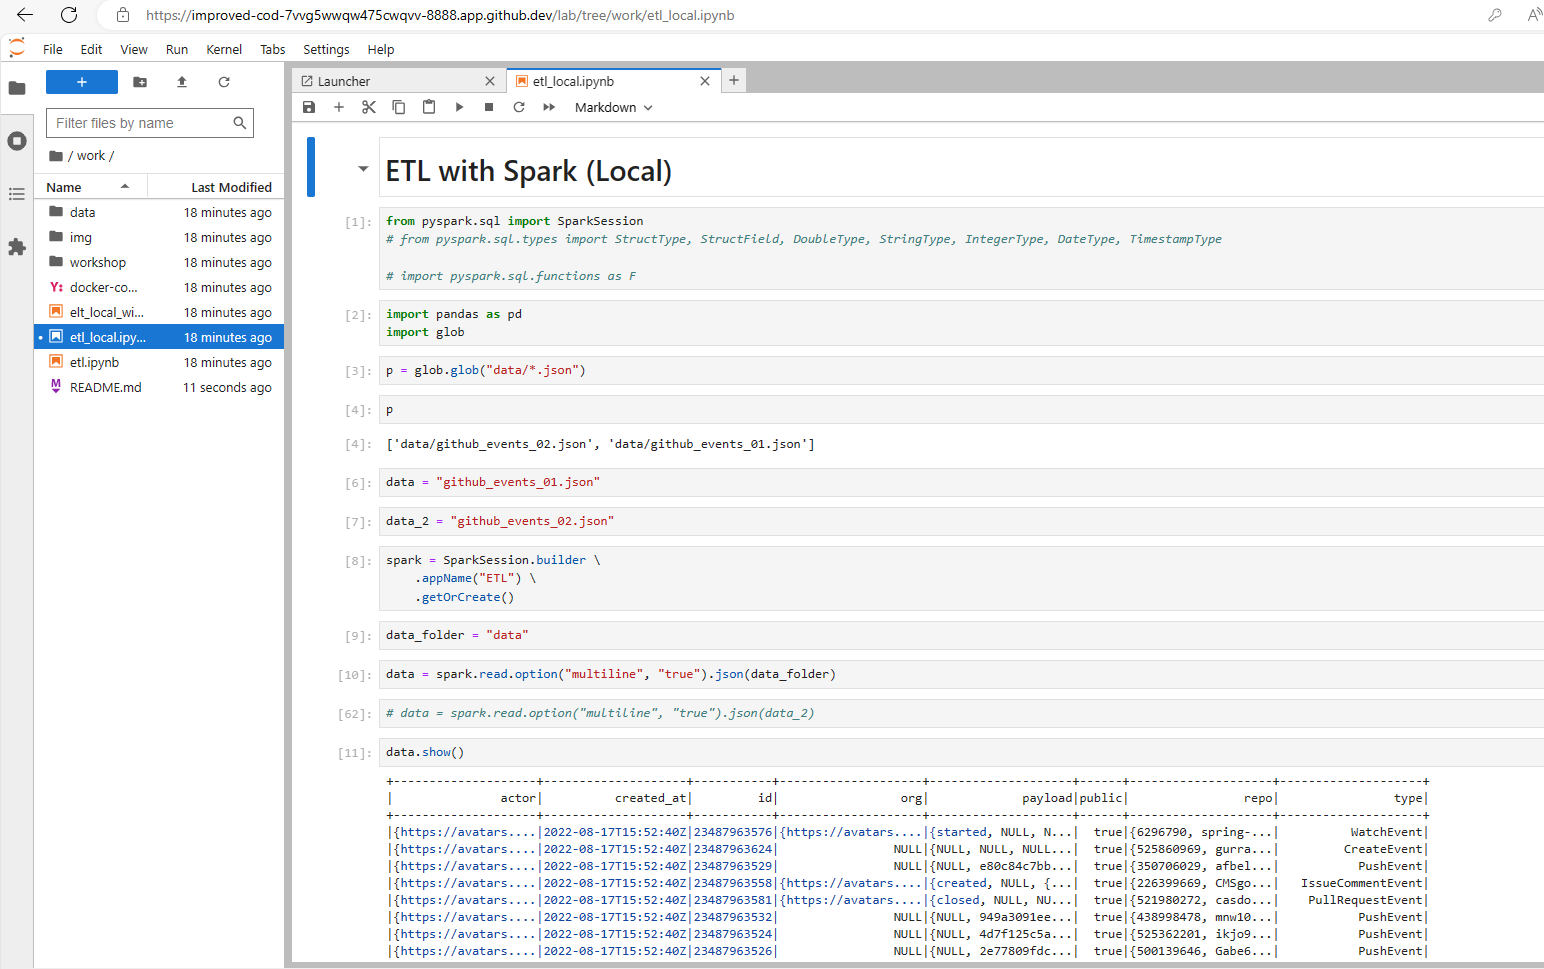 https://improved-cod-7vvg5wwqw475cwqvv-8888.app.github.dev/lab/tree/work/etl_local.ipynb
File Edit View Run Kernel Tabs Settings Help
Launcher
etl_local.ipynb
Markdown
Filter files by name
/ work /
Name Last Modified
data 18 minutes ago
img 18 minutes ago
workshop 18 minutes ago
docker-co... 18 minutes ago
elt_local_wi... 18 minutes ago
etl_local.ipy... 18 minutes ago
etl.ipynb 18 minutes ago
README.md 11 seconds ago
ETL with Spark (Local)
[1]: from pyspark.sql import SparkSession
# from pyspark.sql.types import StructType, StructField, DoubleType, StringType, IntegerType, DateType, TimestampType
# import pyspark.sql.functions as F
[2]: import pandas as pd
import glob
[3]: p = glob.glob("data/*.json")
[4]: p
[4]: ['data/github_events_02.json', 'data/github_events_01.json']
[6]: data = "github_events_01.json"
[7]: data_2 = "github_events_02.json"
[8]: spark = SparkSession.builder \
.appName("ETL") \
.getOrCreate()
[9]: data_folder = "data"
[10]: data = spark.read.option("multiline", "true").json(data_folder)
[62]: # data = spark.read.option("multiline", "true").json(data_2)
[11]: data.show()
+--------------------+--------------------+-----------+--------------------+--------------------+------+--------------------+--------------------+
| actor| created_at| id| org| payload|public| repo| type|
+--------------------+--------------------+-----------+--------------------+--------------------+------+--------------------+--------------------+
|{https://avatars....|2022-08-17T15:52:40Z|23487963576|{https://avatars....|{started, NULL, N...| true|{6296790, spring-...| WatchEvent|
|{https://avatars....|2022-08-17T15:52:40Z|23487963624| NULL|{NULL, NULL, NULL...| true|{525860969, gurra...| CreateEvent|
|{https://avatars....|2022-08-17T15:52:40Z|23487963529| NULL|{NULL, e80c84c7bb...| true|{350706029, afbel...| PushEvent|
|{https://avatars....|2022-08-17T15:52:40Z|23487963558|{https://avatars....|{created, NULL, {...| true|{226399669, CMSgo...| IssueCommentEvent|
|{https://avatars....|2022-08-17T15:52:40Z|23487963581|{https://avatars....|{closed, NULL, NU...| true|{521980272, casdo...| PullRequestEvent|
|{https://avatars....|2022-08-17T15:52:40Z|23487963532| NULL|{NULL, 949a3091ee...| true|{438998478, mnw10...| PushEvent|
|{https://avatars....|2022-08-17T15:52:40Z|23487963524| NULL|{NULL, 4d7f125c5a...| true|{525362201, ikjo9...| PushEvent|
|{https://avatars....|2022-08-17T15:52:40Z|23487963526| NULL|{NULL, 2e77809fdc...| true|{500139646, Gabe6...| PushEvent|